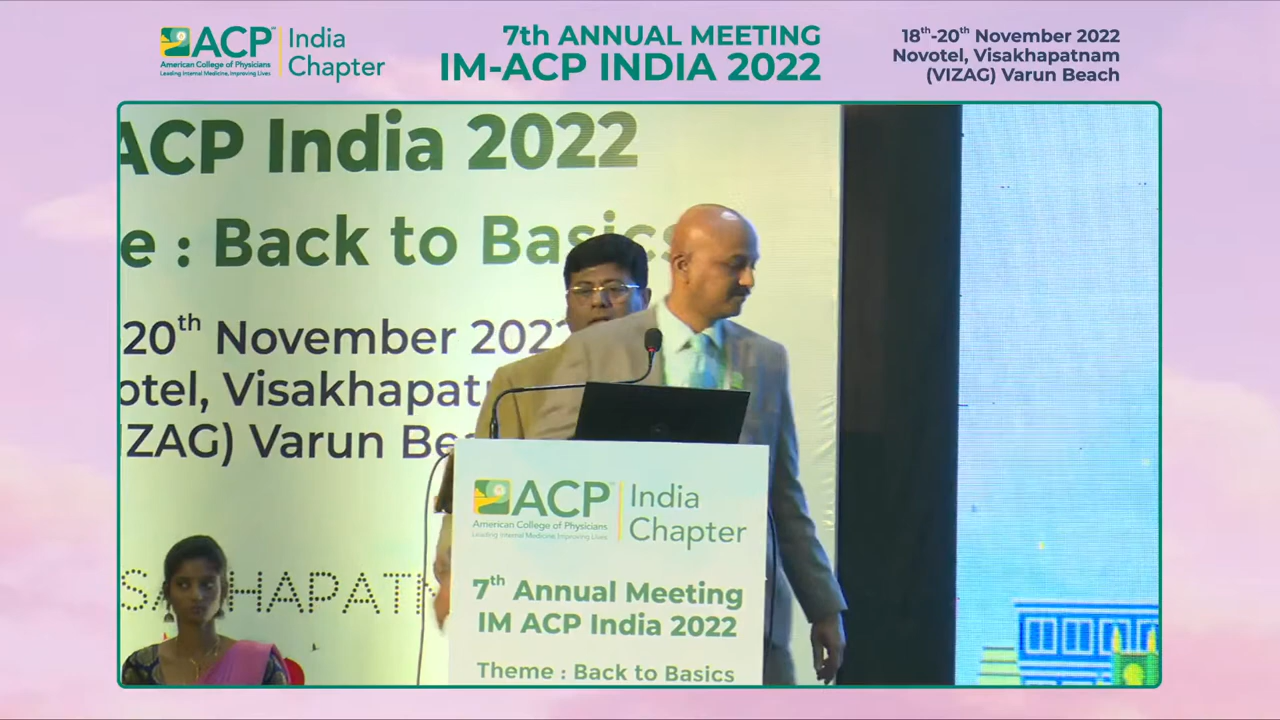 ACP
American College of Physicians
Leading Internal Medicine, Improving Lives
India
Chapter
7th ANNUAL MEETING
IM-ACP INDIA 2022
18th-20th November 2022
Novotel, Visakhapatnam
(VIZAG) Varun Beach
ACP India 2022
e : Back to Basics
20th November 202
otel, Visakhapat
IZAG) Varun Be
SA HAPATN
ACP
American College of Physicians
Leading Internal Medicine, Improving Lives
India
Chapter
7th Annual Meeting
IM ACP India 2022
Theme : Back to Basics